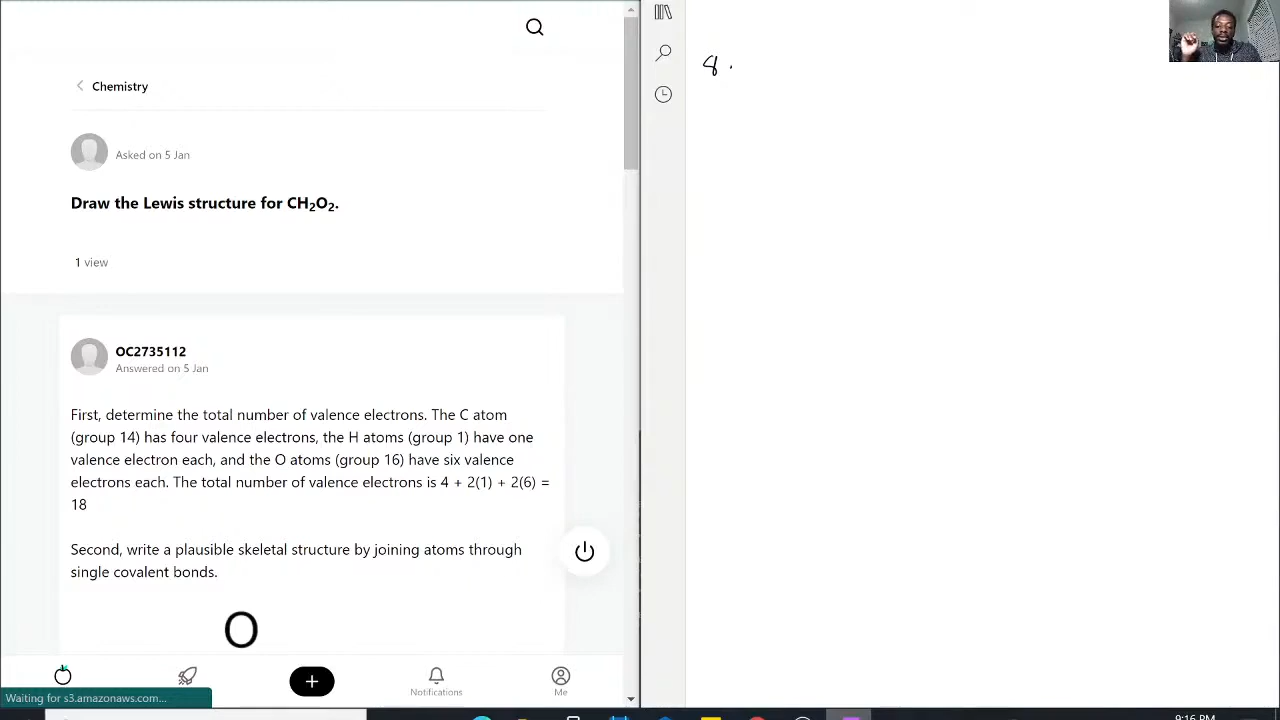 Chemistry
Asked on 5 Jan
Draw the Lewis structure for CH₂O₂.
1 view
OC2735112
Answered on 5 Jan
First, determine the total number of valence electrons. The C atom
(group 14) has four valence electrons, the H atoms (group 1) have one
valence electron each, and the O atoms (group 16) have six valence
electrons each. The total number of valence electrons is 4 + 2(1) + 2(6) =
18
Second, write a plausible skeletal structure by joining atoms through
single covalent bonds.
O
Notifications
Me
Waiting for s3.amazonaws.com...
8.
9:16 PM